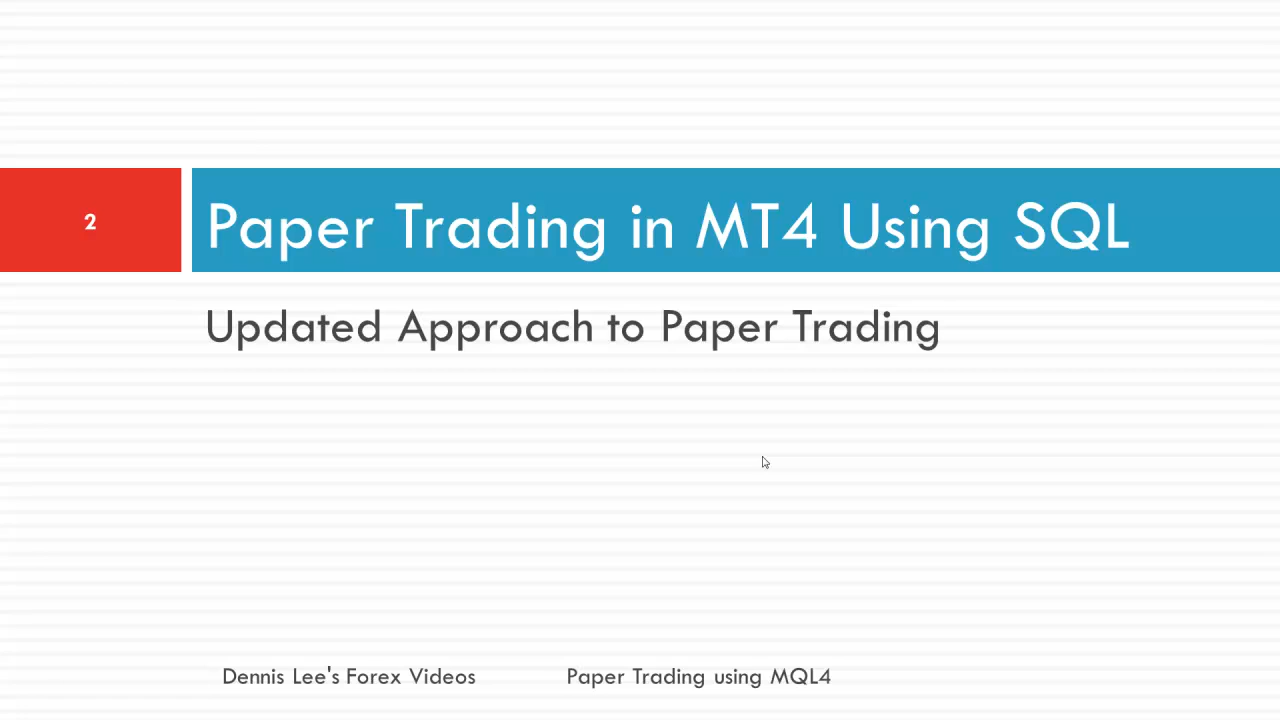 2
Paper Trading in MT4 Using SQL
Updated Approach to Paper Trading
Dennis Lee's Forex Videos
Paper Trading using MQL4